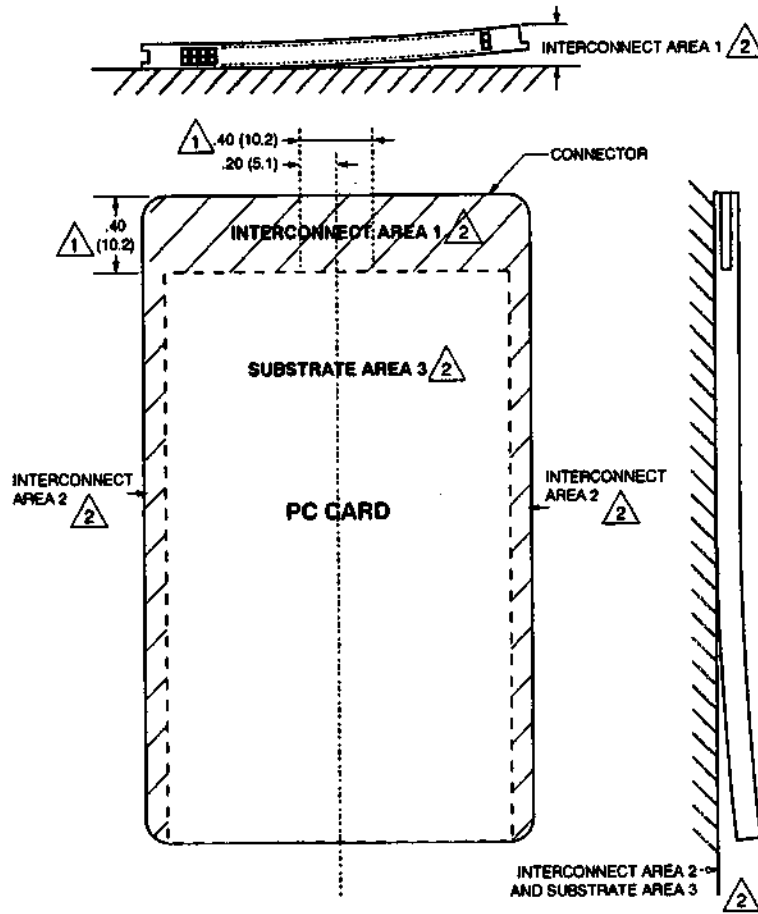 INTERCONNECT AREA 1 2
1 .40 (10.2)
.20 (5.1)
CONNECTOR
1 .40
(10.2)
INTERCONNECT AREA 1 2
SUBSTRATE AREA 3 2
INTERCONNECT
AREA 2 2
INTERCONNECT
AREA 2 2
PC CARD
INTERCONNECT AREA 2
AND SUBSTRATE AREA 3 2